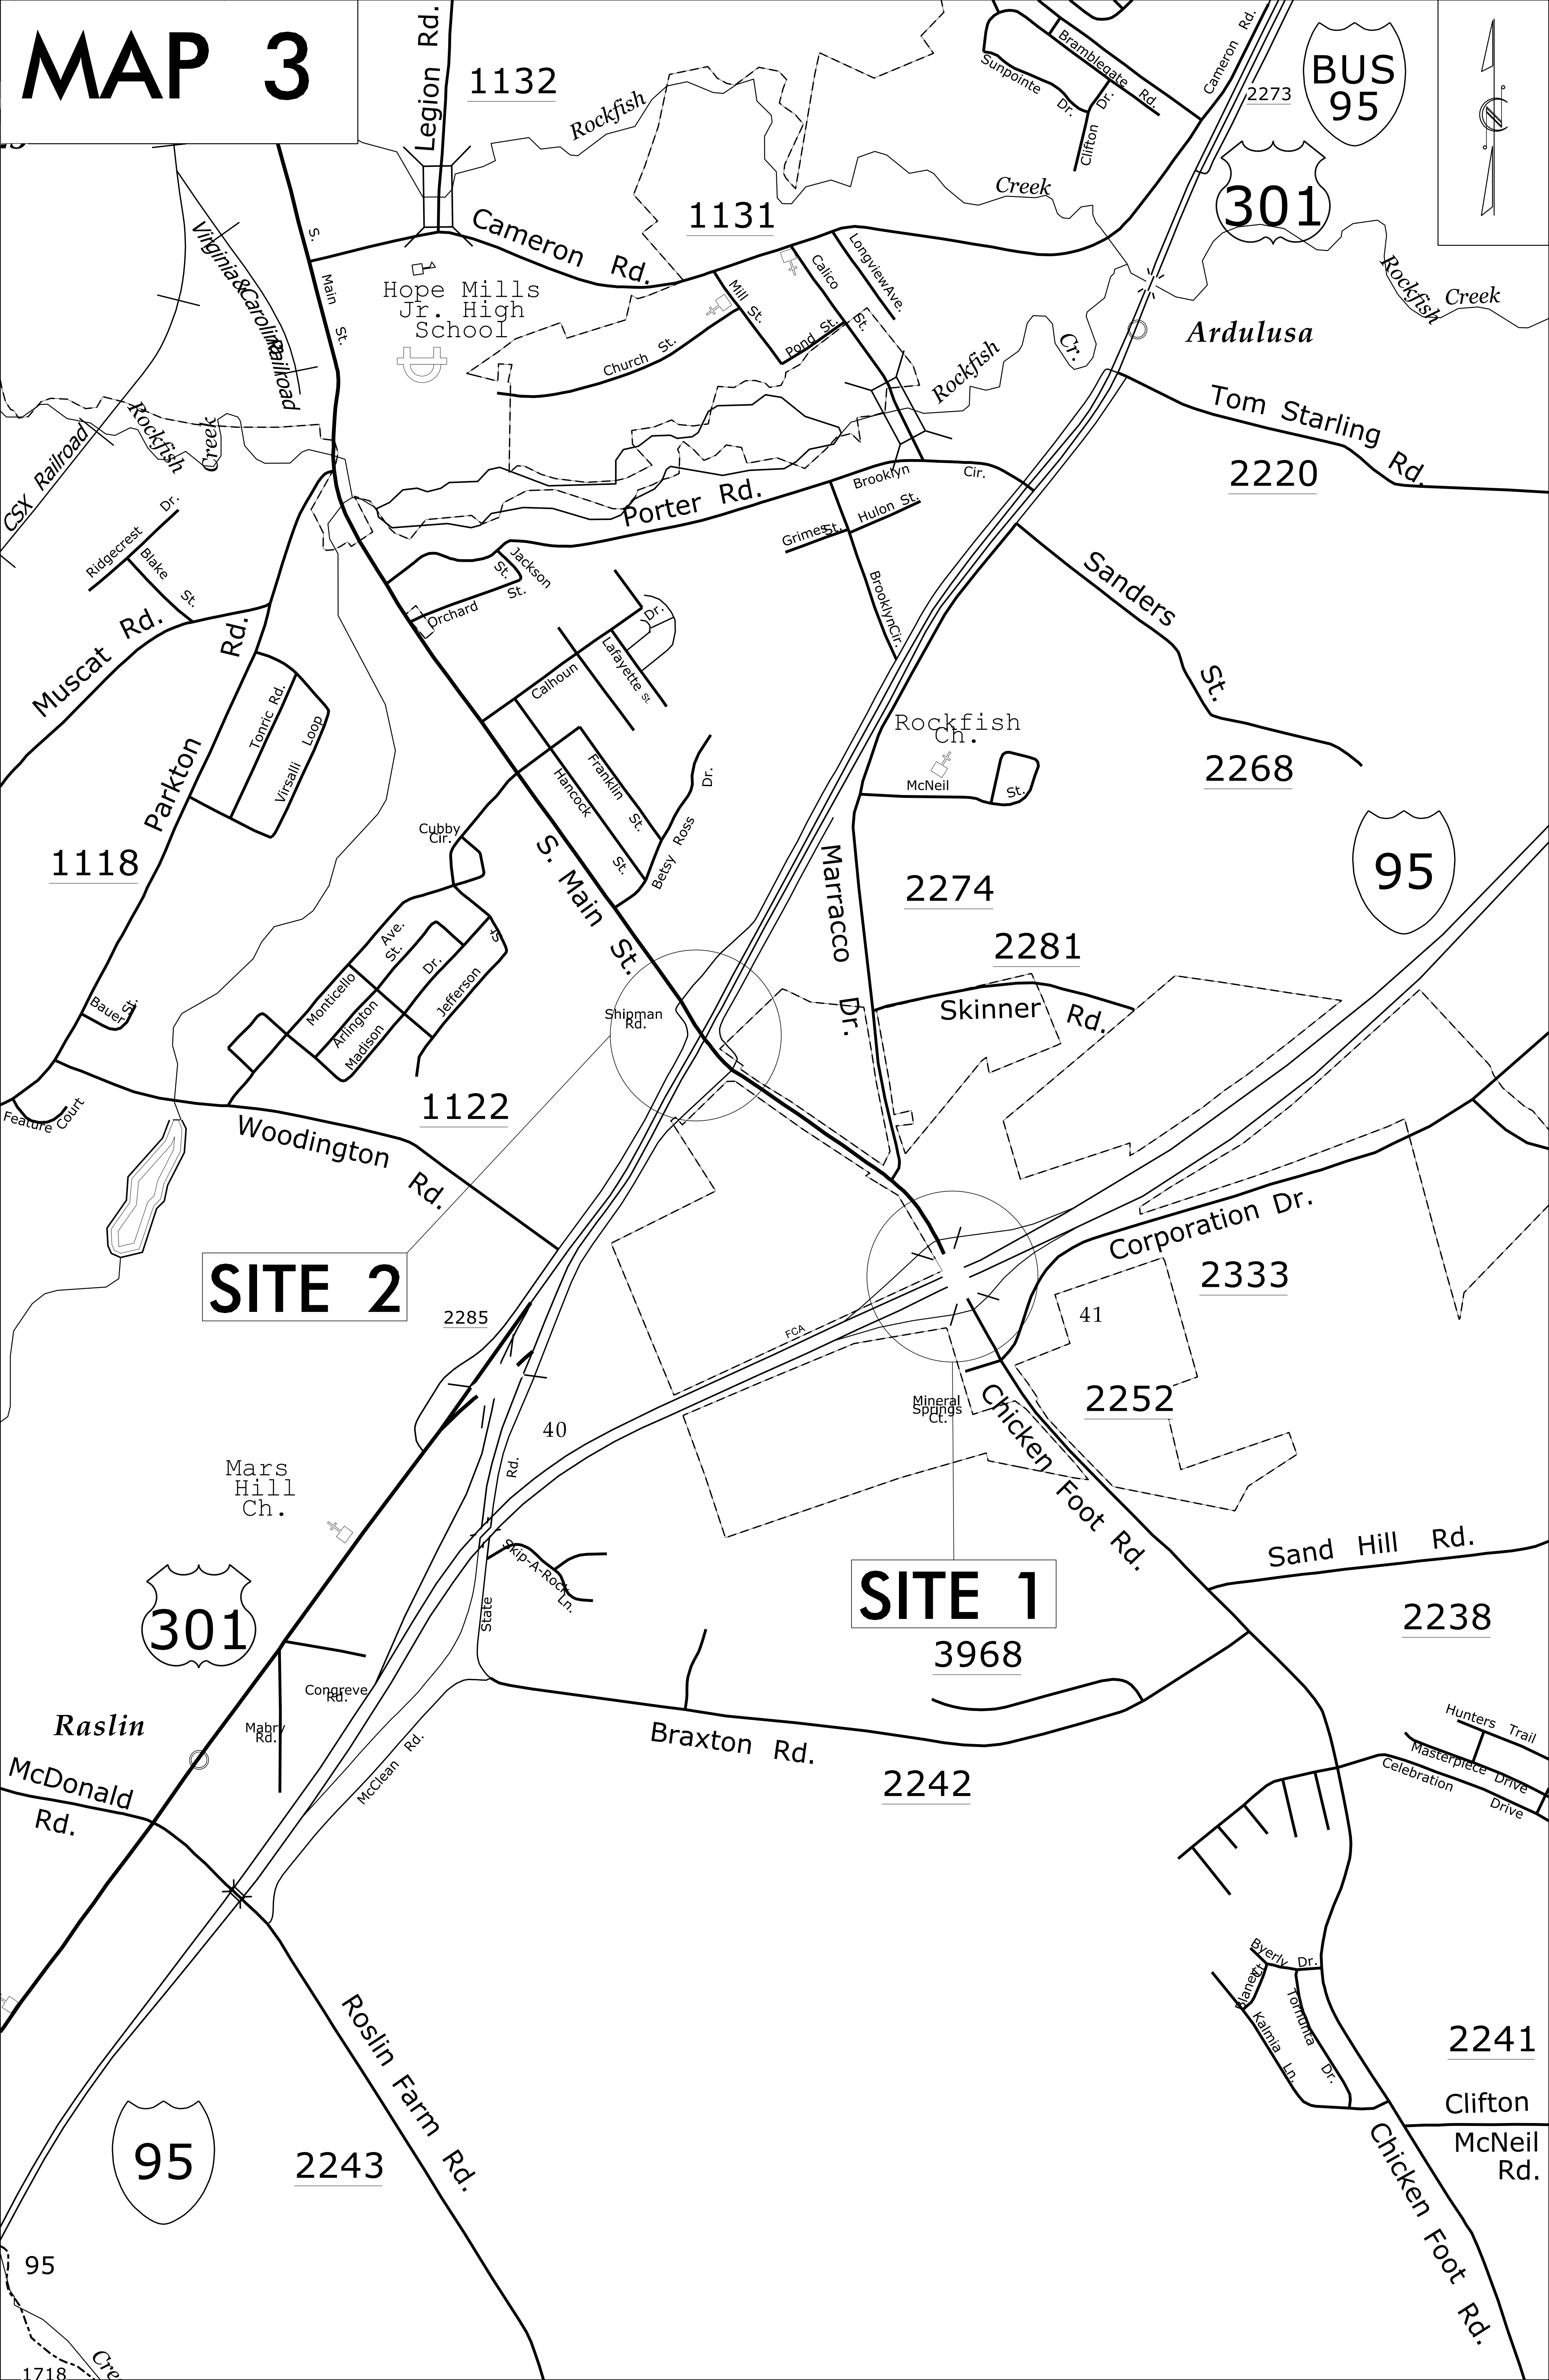 MAP 3
Legion Rd.
1132
Rockfish
Sunpointe Dr.
Bramblegate Rd.
Clifton Dr.
Cameron Rd.
2273
BUS
95
301
Creek
1131
Cameron Rd.
S. Main St.
Virginia&Carolina Railroad
Hope Mills
Jr. High
School
Mill St.
Calico St.
LongviewAve.
Pond St.
Church St.
Rockfish Cr.
Rockfish Creek
Ardulusa
Tom Starling Rd.
2220
Rockfish Creek
CSX Railroad
Porter Rd.
Brooklyn Cir.
Grimes St.
Hulon St.
BrooklynCir.
Ridgecrest Dr.
Blake St.
Muscat Rd.
Jackson St.
Orchard St.
Calhoun Dr.
Lafayette St.
Sanders St.
2268
Parkton Rd.
Tonric Rd.
Virsalli Loop
1118
Rockfish
Ch.
McNeil St.
Hancock St.
Franklin St.
Betsy Ross Dr.
Cubby
Cir.
S. Main St.
Marracco Dr.
2274
2281
Skinner Rd.
95
Monticello Ave.
Arlington St.
Madison Dr.
Jefferson St
Bauer St.
Shipman
Rd.
Feature Court
1122
Woodington Rd.
SITE 2
2285
Corporation Dr.
2333
41
FCA
2252
Mineral
Springs
Ct.
40
Chicken Foot Rd.
Mars
Hill
Ch.
State Rd.
Skip-A-Rock Ln.
SITE 1
Sand Hill Rd.
2238
3968
301
Congreve
Rd.
Mabry
Rd.
Raslin
McDonald
Rd.
McClean Rd.
Braxton Rd.
2242
Hunters Trail
Masterpiece Drive
Celebration Drive
Byerly Dr.
Blaney Ct.
Torhunta Dr.
Kalmia Ln.
2241
Clifton
McNeil
Rd.
Chicken Foot Rd.
Roslin Farm Rd.
2243
95
95
1718
Cre